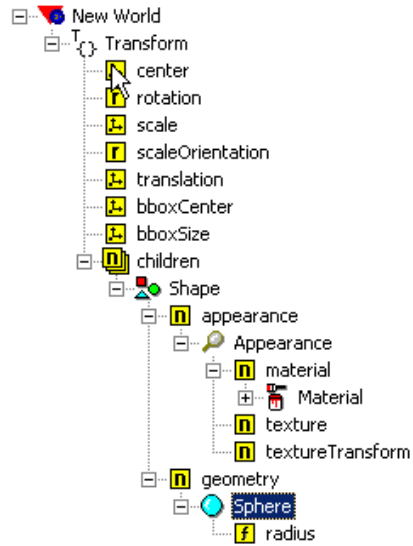 New World
T
{} Transform
center
r rotation
scale
r scaleOrientation
translation
bboxCenter
bboxSize
n children
Shape
n appearance
Appearance
n material
Material
n texture
n textureTransform
n geometry
Sphere
f radius